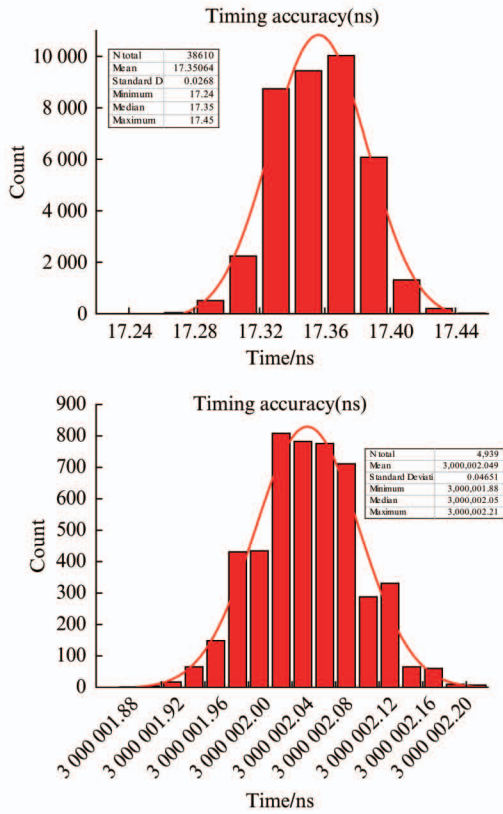 Timing accuracy(ns)
10 000
N total 38610
Mean 17.35064
Standard D 0.0268
Minimum 17.24
Median 17.35
Maximum 17.45
8 000
6 000
4 000
2 000
0
Count
17.24 17.28 17.32 17.36 17.40 17.44
Time/ns
Timing accuracy(ns)
900
800
700
600
500
400
300
200
100
0
N total 4,939
Mean 3,000,002.049
Standard Deviati 0.04651
Minimum 3,000,001.88
Median 3,000,002.05
Maximum 3,000,002.21
Count
3 000 001.88 3 000 001.92 3 000 001.96 3 000 002.00 3 000 002.04 3 000 002.08 3 000 002.12 3 000 002.16 3 000 002.20
Time/ns